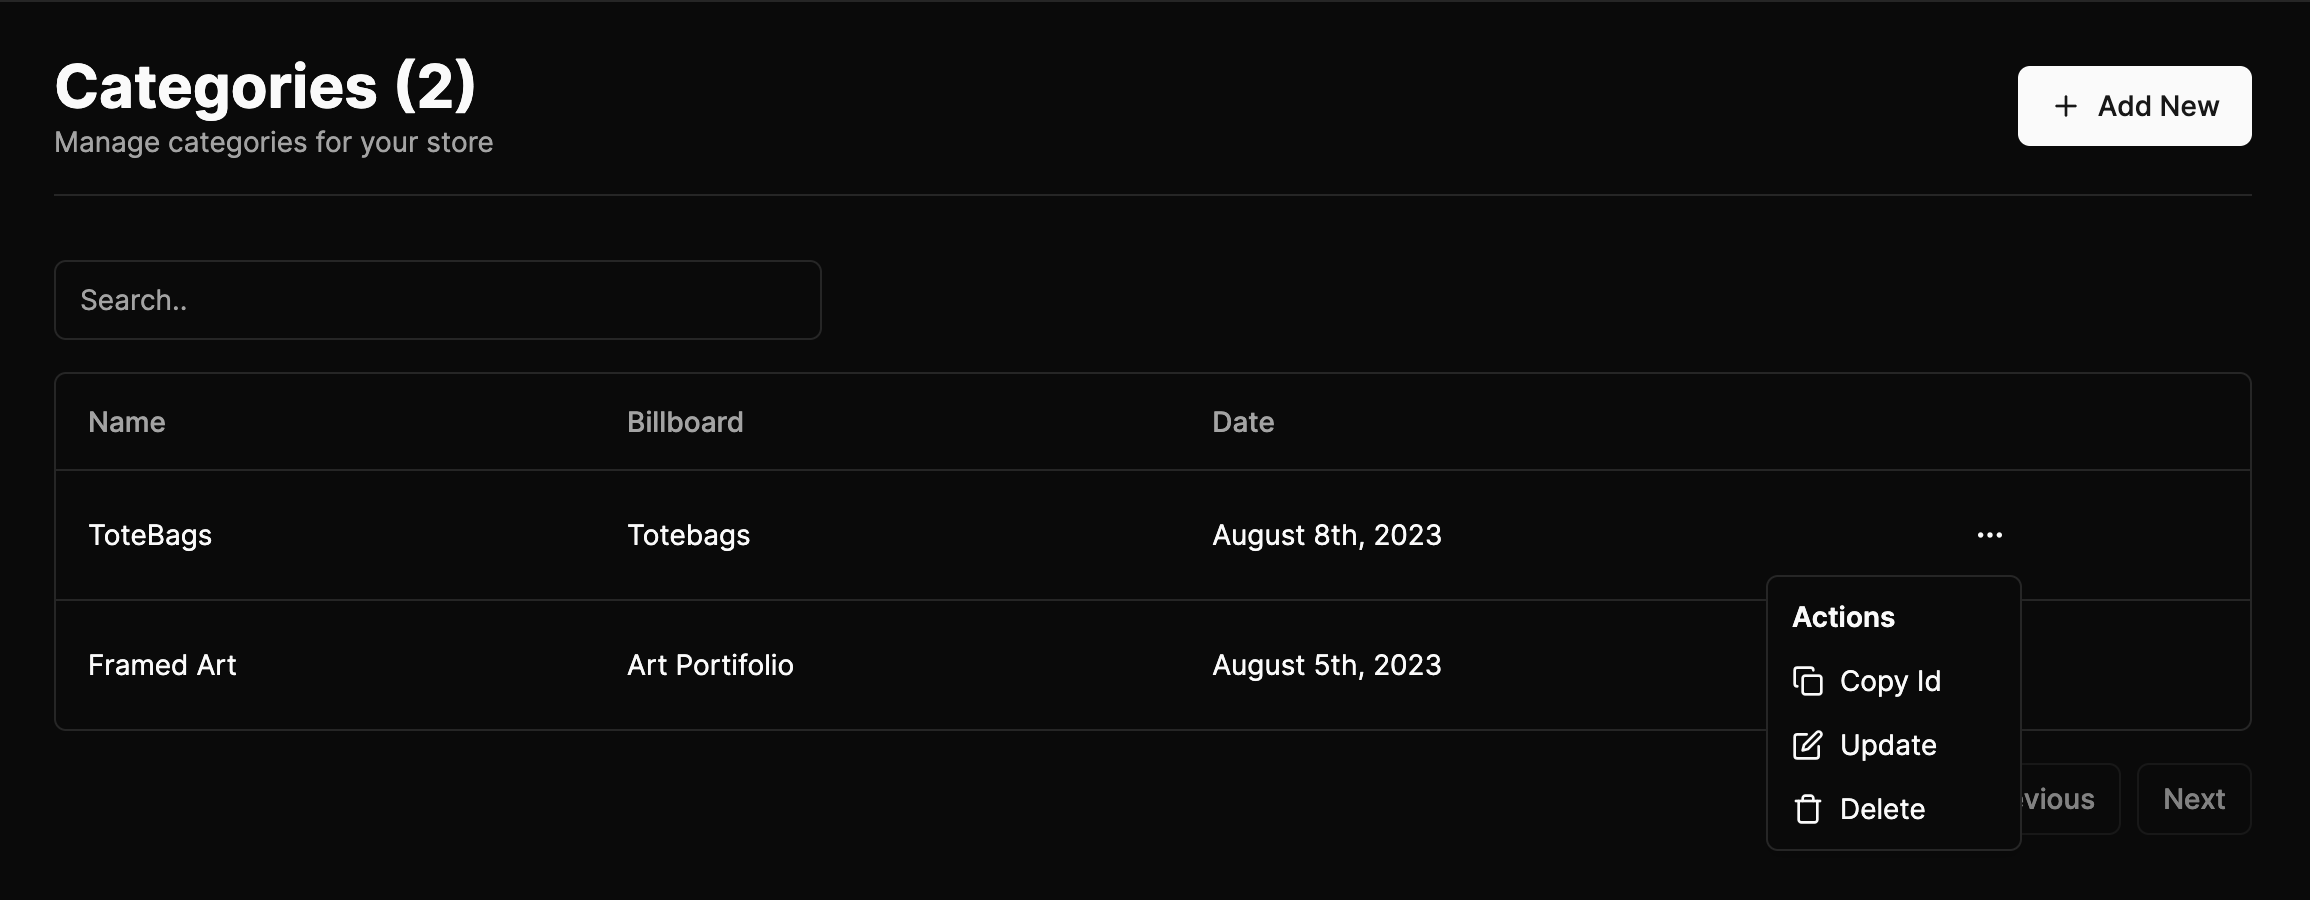 Categories (2)
Manage categories for your store
+ Add New
Search..
Name Billboard Date
ToteBags Totebags August 8th, 2023 ...
Framed Art Art Portifolio August 5th, 2023
Actions
Copy Id
Update
Delete
vious
Next